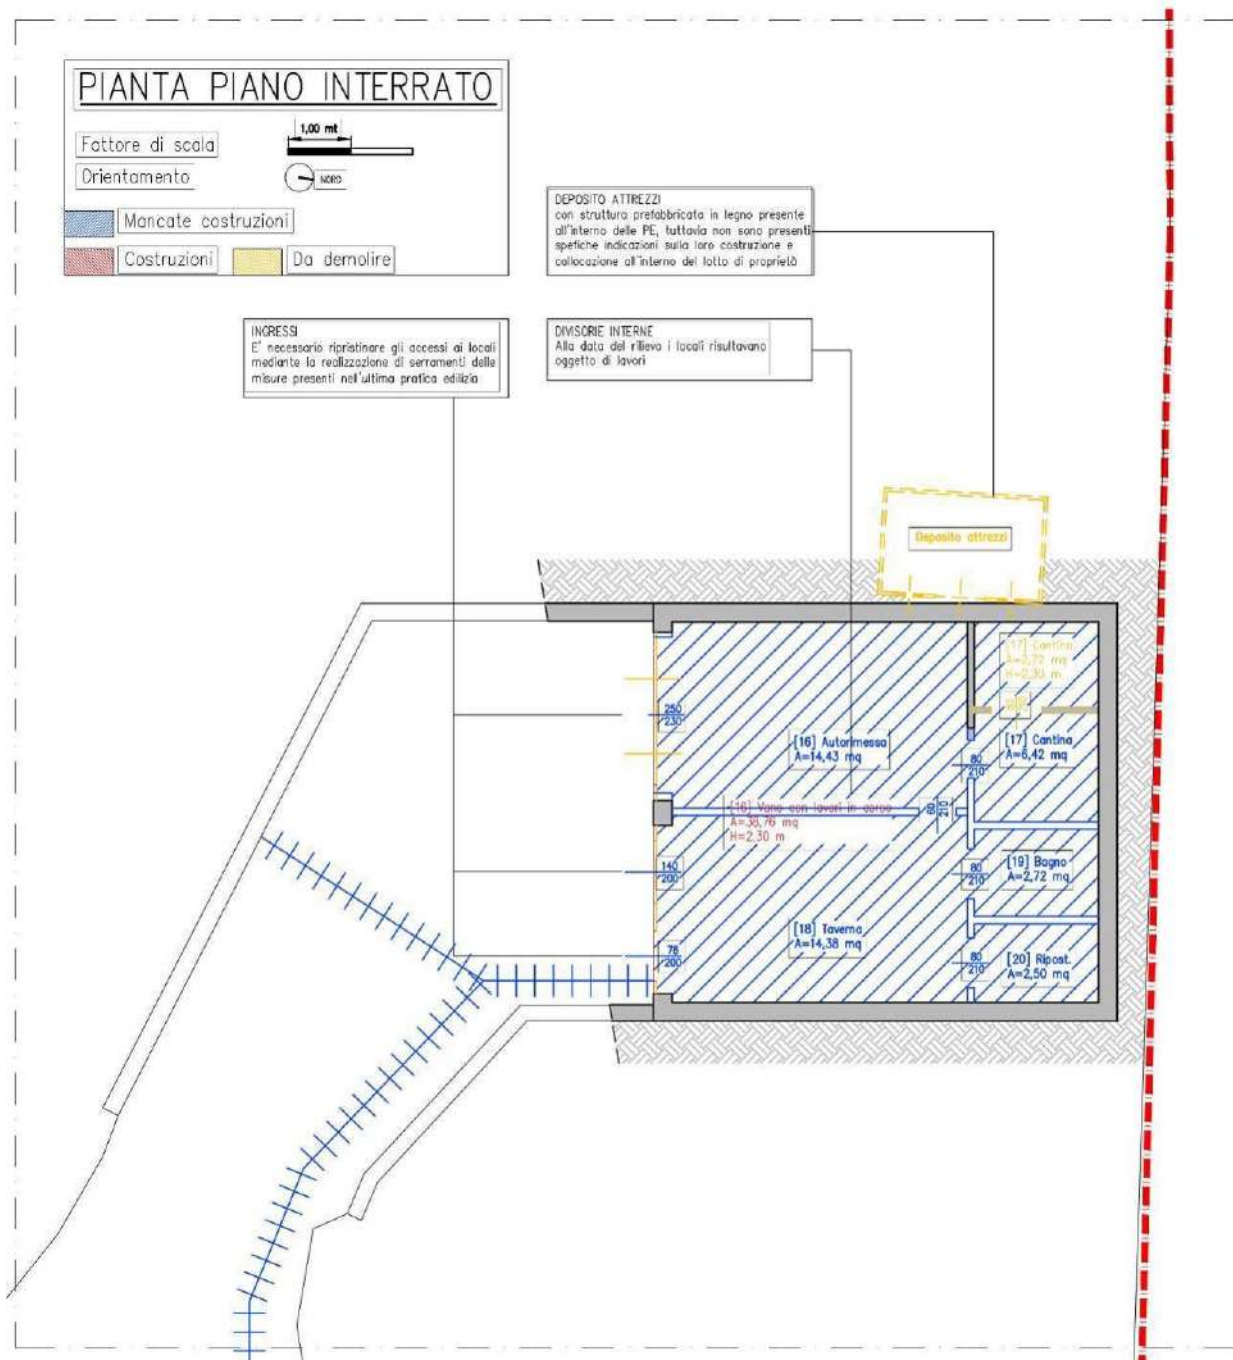 PIANTA PIANO INTERRATO
Fattore di scala
1,00 mt
Orientamento
NORD
Mancate costruzioni
Costruzioni
Da demolire
DEPOSITO ATTREZZI
con struttura prefabbricata in legno presente
all'interno delle PE, tuttavia non sono presenti
spefiche indicazioni sulla loro costruzione e
collocazione all'interno del lotto di proprietà
INGRESSI
E' necessario ripristinare gli accessi ai locali
mediante la realizzazione di serramenti delle
misure presenti nell'ultima pratica edilizia
DIVISORIE INTERNE
Alla data del rilievo i locali risultavano
oggetto di lavori
Deposito attrezzi
[17] Cantina
A=2,72 mq
H=2,30 m
250
230
[16] Autorimessa
A=14,43 mq
[17] Cantina
A=6,42 mq
80
210
[16] Vano con lavori in corso
A=38,76 mq
H=2,30 m
60
210
140
200
80
210
[19] Bagno
A=2,72 mq
[18] Taverna
A=14,38 mq
78
200
80
210
[20] Ripost.
A=2,50 mq